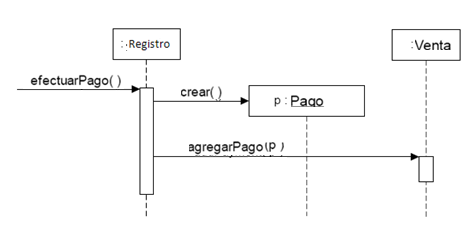 :Registro
:Venta
efectuarPago( )
crear( )
p : Pago
agregarPago(p )